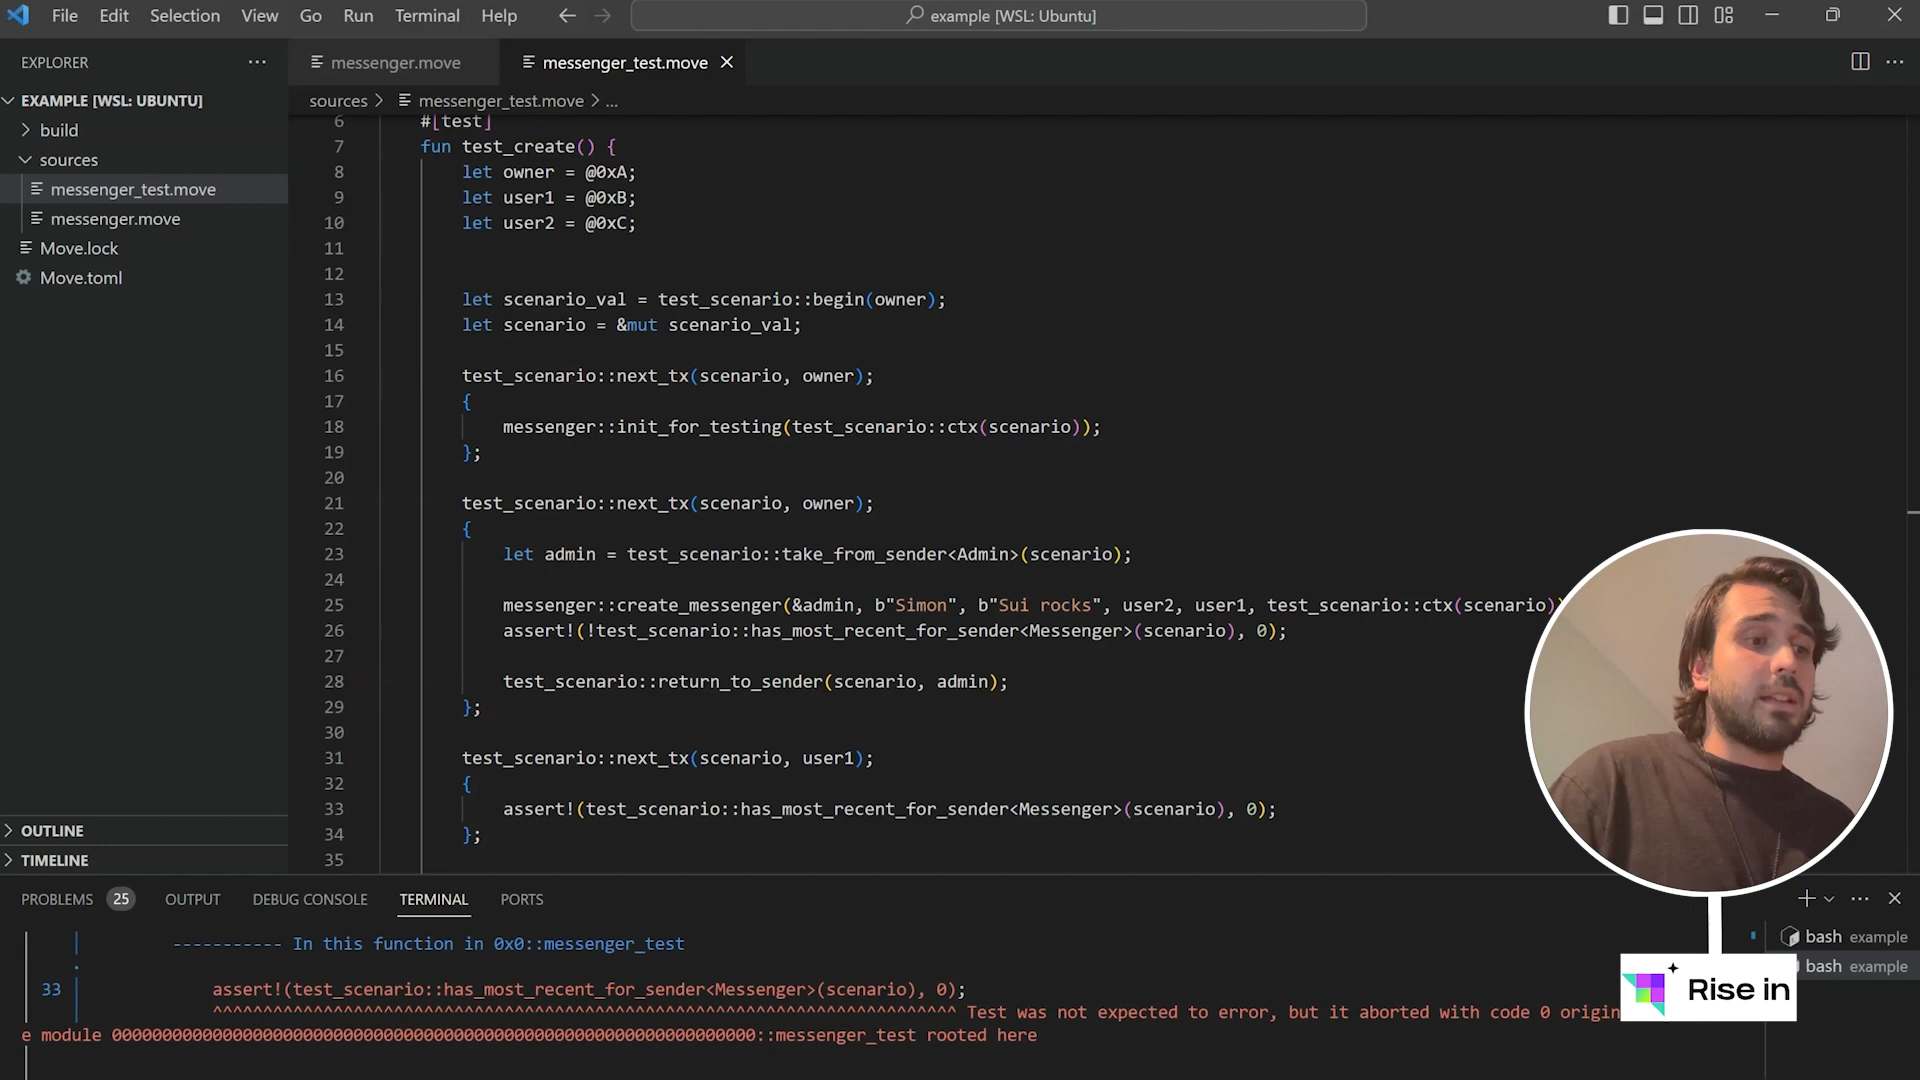 File Edit Selection View Go Run Terminal Help
example [WSL: Ubuntu]
EXPLORER
messenger.move
messenger_test.move
sources > messenger_test.move > ...
EXAMPLE [WSL: UBUNTU]
build
sources
messenger_test.move
messenger.move
Move.lock
Move.toml
OUTLINE
TIMELINE
6 #[test]
7 fun test_create() {
8 let owner = @0xA;
9 let user1 = @0xB;
10 let user2 = @0xC;
11
12
13 let scenario_val = test_scenario::begin(owner);
14 let scenario = &mut scenario_val;
15
16 test_scenario::next_tx(scenario, owner);
17 {
18 messenger::init_for_testing(test_scenario::ctx(scenario));
19 };
20
21 test_scenario::next_tx(scenario, owner);
22 {
23 let admin = test_scenario::take_from_sender<Admin>(scenario);
24
25 messenger::create_messenger(&admin, b"Simon", b"Sui rocks", user2, user1, test_scenario::ctx(scenario)
26 assert!(!test_scenario::has_most_recent_for_sender<Messenger>(scenario), 0);
27
28 test_scenario::return_to_sender(scenario, admin);
29 };
30
31 test_scenario::next_tx(scenario, user1);
32 {
33 assert!(test_scenario::has_most_recent_for_sender<Messenger>(scenario), 0);
34 };
35
PROBLEMS 25 OUTPUT DEBUG CONSOLE TERMINAL PORTS
----------- In this function in 0x0::messenger_test
33 assert!(test_scenario::has_most_recent_for_sender<Messenger>(scenario), 0);
Test was not expected to error, but it aborted with code 0 origin
e module 0000000000000000000000000000000000000000000000000000000000000000::messenger_test rooted here
bash example
bash example
Rise in